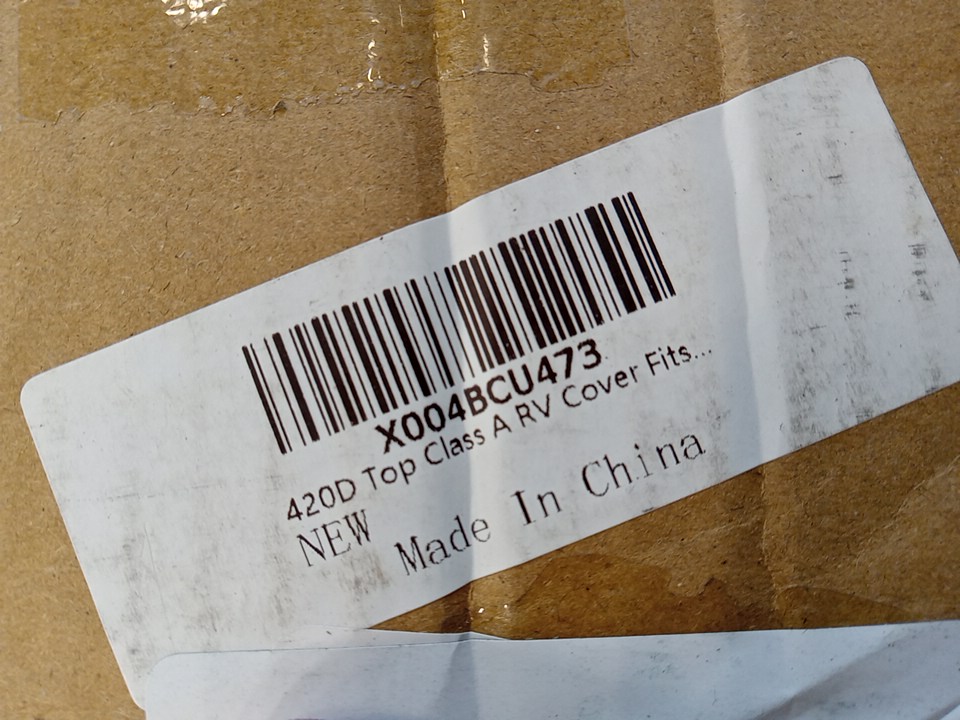 X004BCU473
420D Top Class A RV Cover Fits...
NEW
Made In China